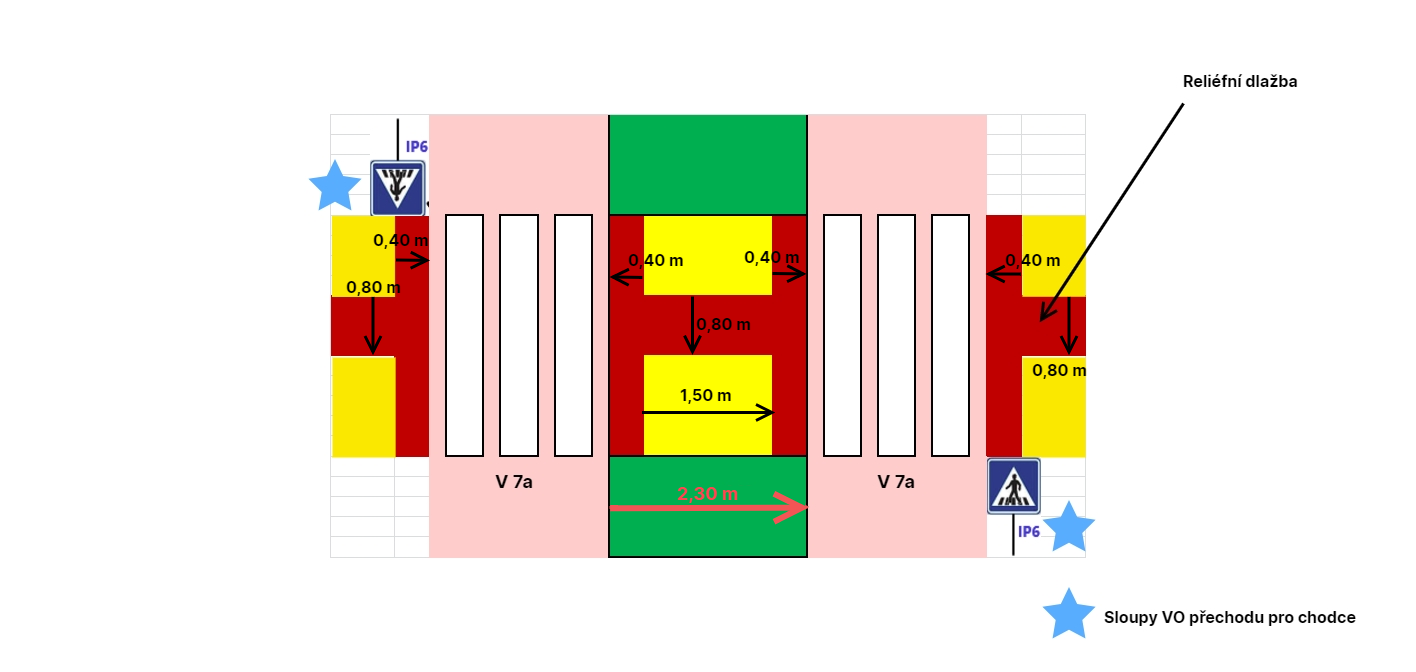 Reliéfní dlažba
IP6
0,40 m
0,40 m
0,40 m
0,40 m
0,80 m
0,80 m
0,80 m
1,50 m
V 7a
V 7a
2,30 m
IP6
Sloupy VO přechodu pro chodce